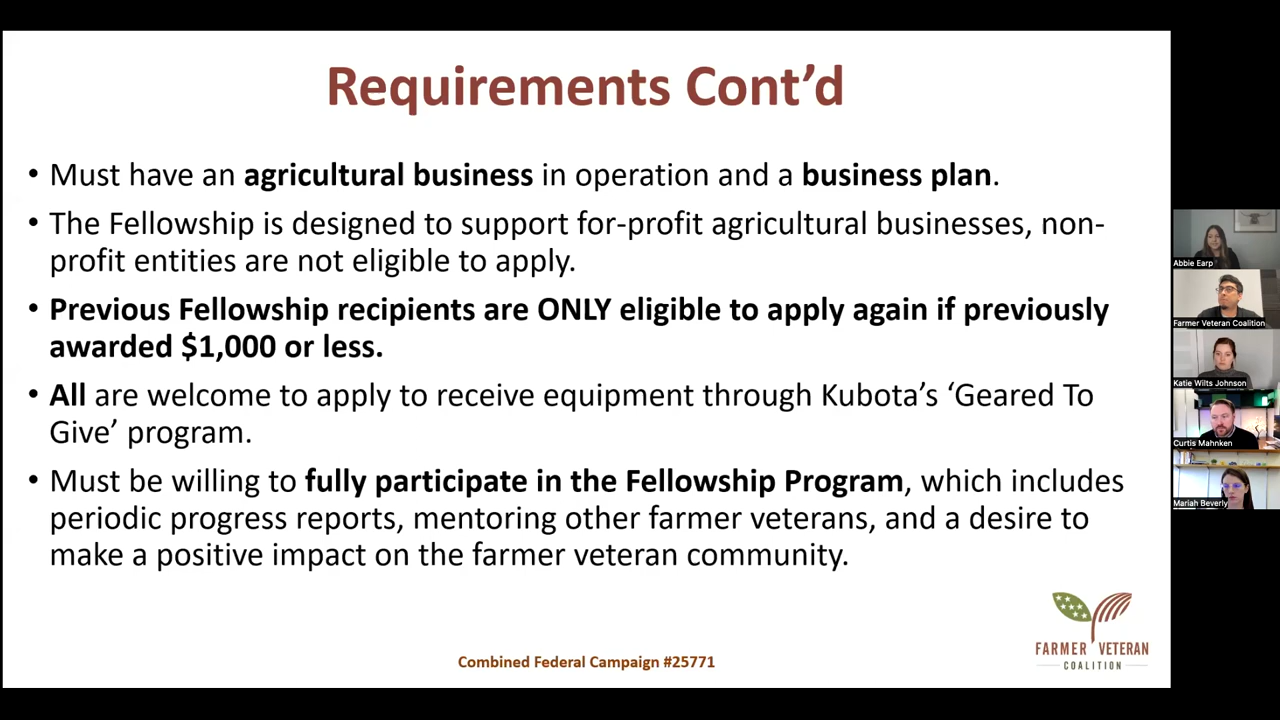 Requirements Cont’d
• Must have an agricultural business in operation and a business plan.
• The Fellowship is designed to support for-profit agricultural businesses, non-
profit entities are not eligible to apply.
• Previous Fellowship recipients are ONLY eligible to apply again if previously
awarded $1,000 or less.
• All are welcome to apply to receive equipment through Kubota’s ‘Geared To
Give’ program.
• Must be willing to fully participate in the Fellowship Program, which includes
periodic progress reports, mentoring other farmer veterans, and a desire to
make a positive impact on the farmer veteran community.
Combined Federal Campaign #25771
FARMER VETERAN
COALITION
Abbie Earp
Farmer Veteran Coalition
Katie Wilts Johnson
Curtis Mahnken
Mariah Beverly